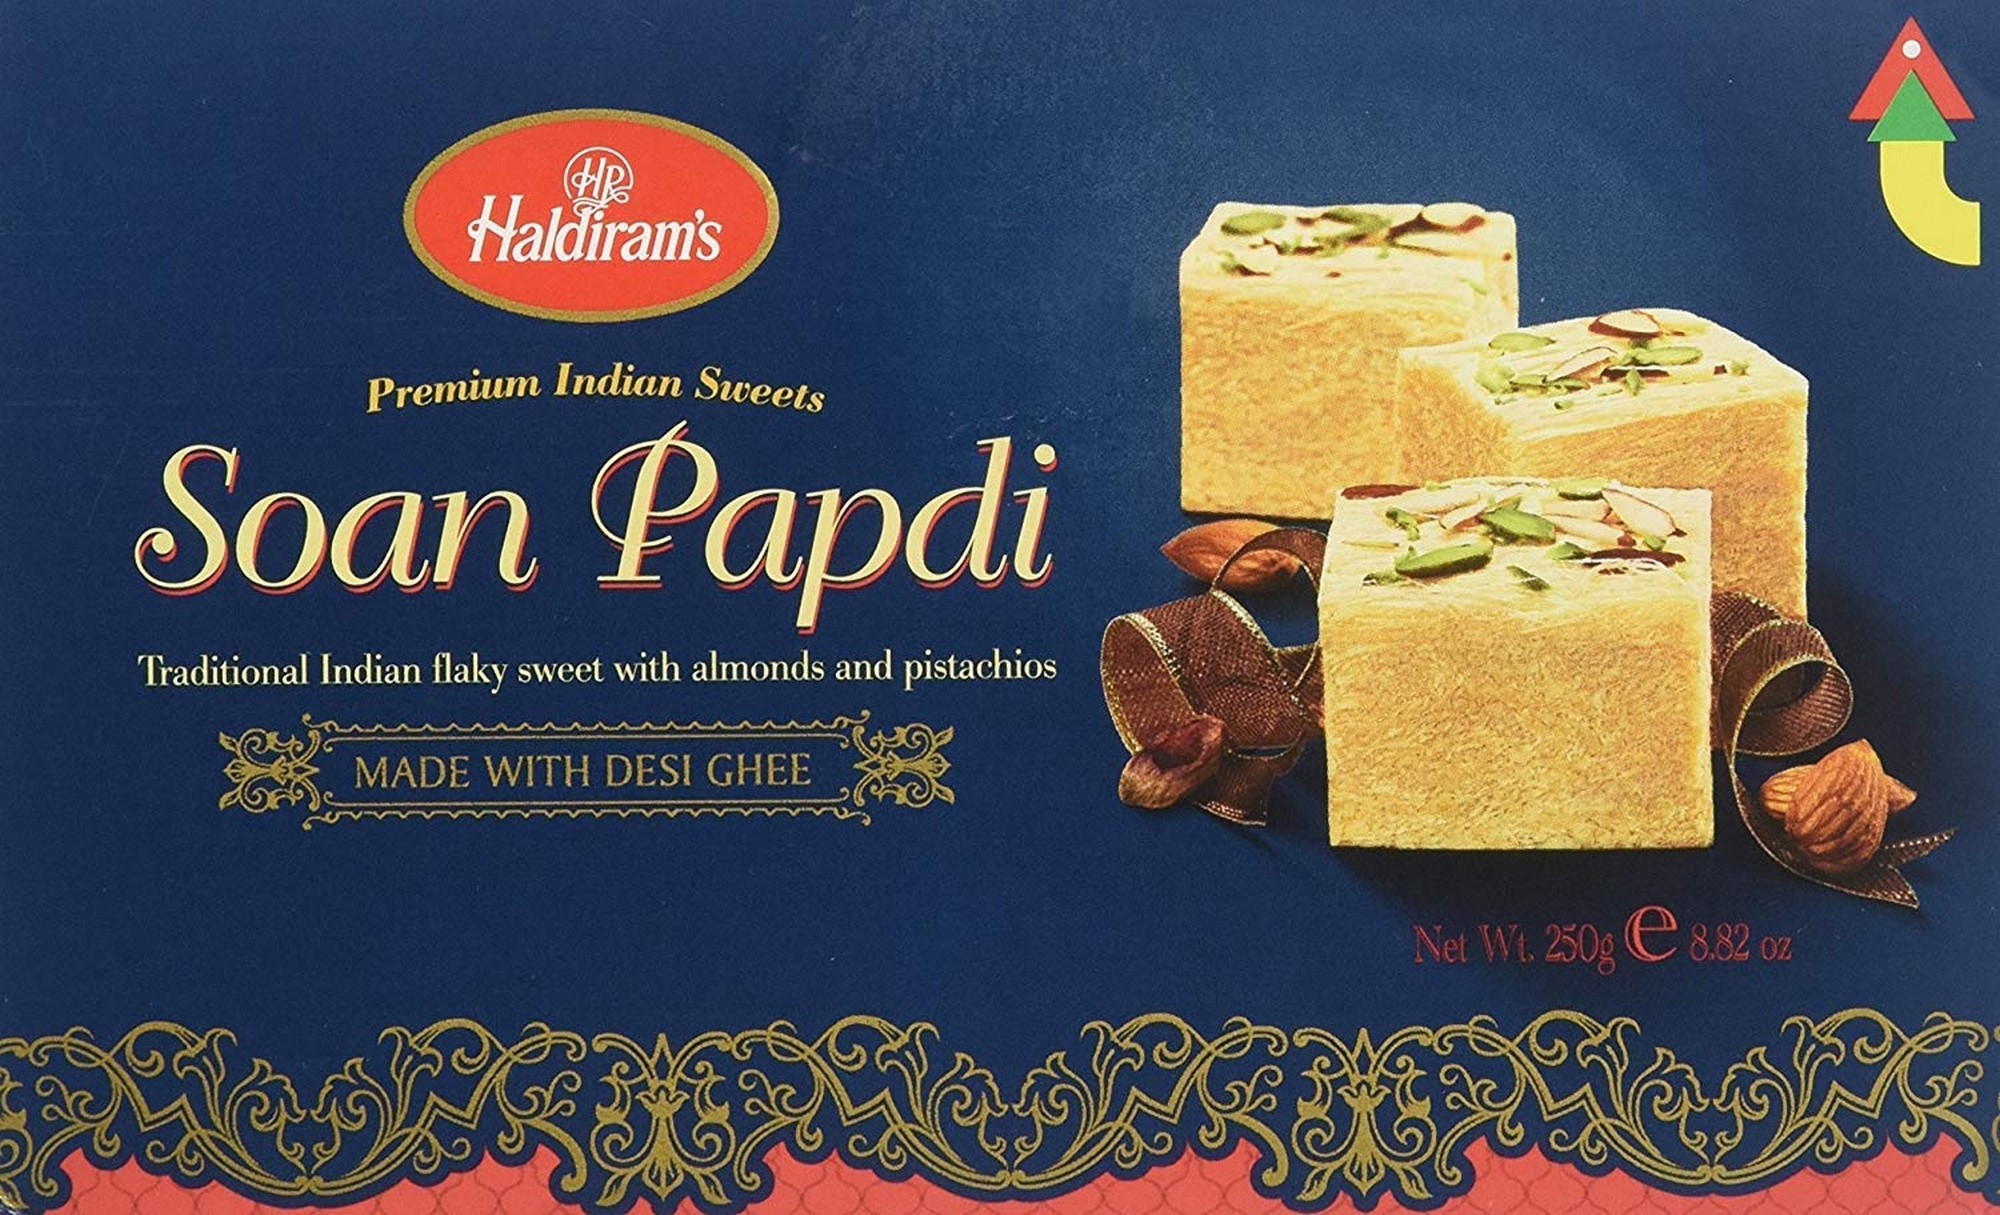 HR
Haldiram's
Premium Indian Sweets
Soan Papdi
Traditional Indian flaky sweet with almonds and pistachios
MADE WITH DESI GHEE
Net Wt. 250g e 8.82 oz